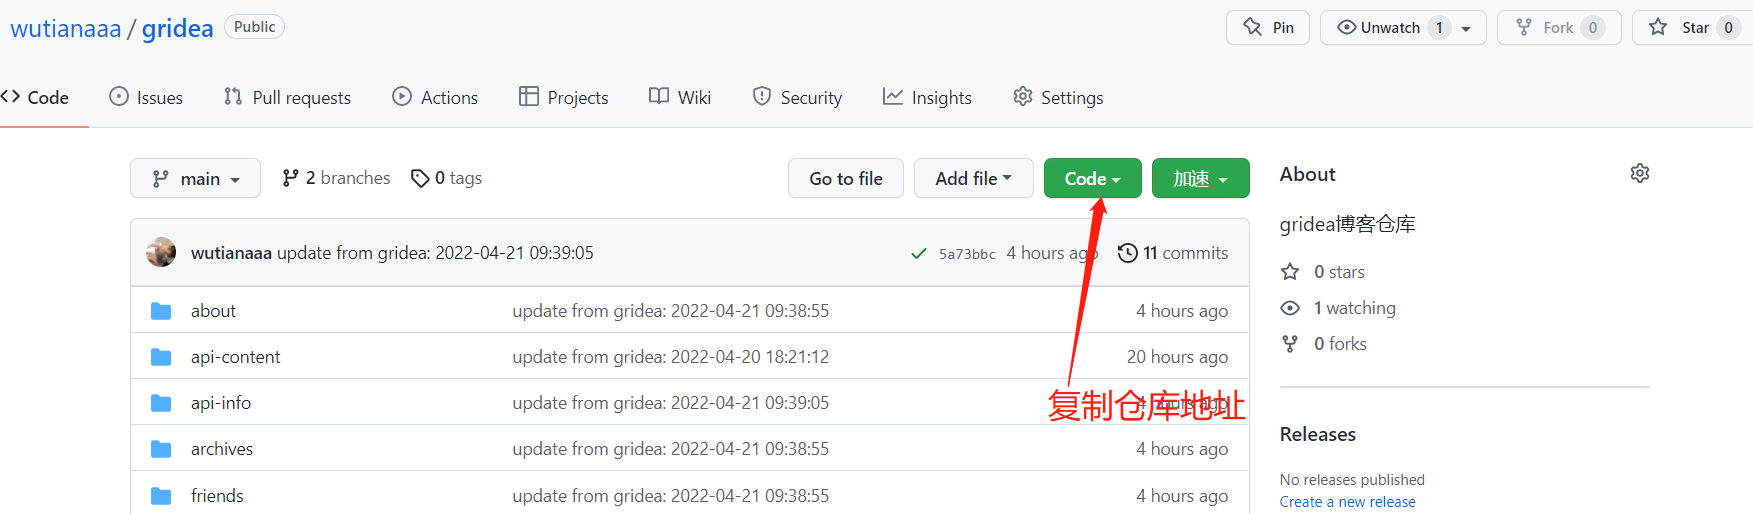 wutianaaa / gridea Public Pin Unwatch 1 Fork 0 Star 0
Code Issues Pull requests Actions Projects Wiki Security Insights Settings
main 2 branches 0 tags Go to file Add file Code 加速
wutianaaa update from gridea: 2022-04-21 09:39:05 5a73bbc 4 hours ago 11 commits
about update from gridea: 2022-04-21 09:38:55 4 hours ago
api-content update from gridea: 2022-04-20 18:21:12 20 hours ago
api-info update from gridea: 2022-04-21 09:39:05 4 hours ago
复制仓库地址
archives update from gridea: 2022-04-21 09:38:55 4 hours ago
friends update from gridea: 2022-04-21 09:38:55 4 hours ago
About
gridea博客仓库
0 stars
1 watching
0 forks
Releases
No releases published
Create a new release